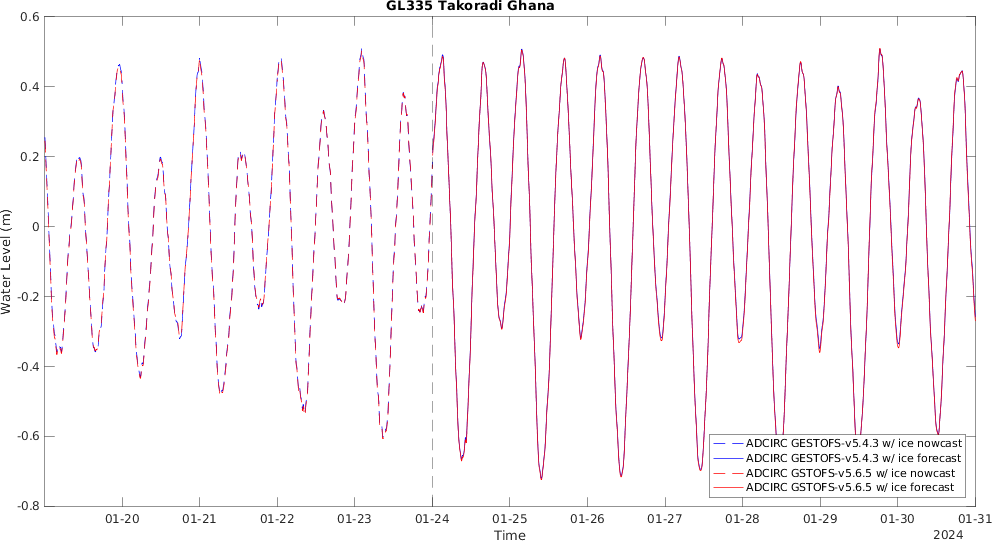 GL335 Takoradi Ghana
0.6
0.4
0.2
0
-0.2
-0.4
-0.6
-0.8
Water Level (m)
ADCIRC GESTOFS-v5.4.3 w/ ice nowcast
ADCIRC GESTOFS-v5.4.3 w/ ice forecast
ADCIRC GSTOFS-v5.6.5 w/ ice nowcast
ADCIRC GSTOFS-v5.6.5 w/ ice forecast
01-20 01-21 01-22 01-23 01-24 01-25 01-26 01-27 01-28 01-29 01-30 01-31
Time
2024